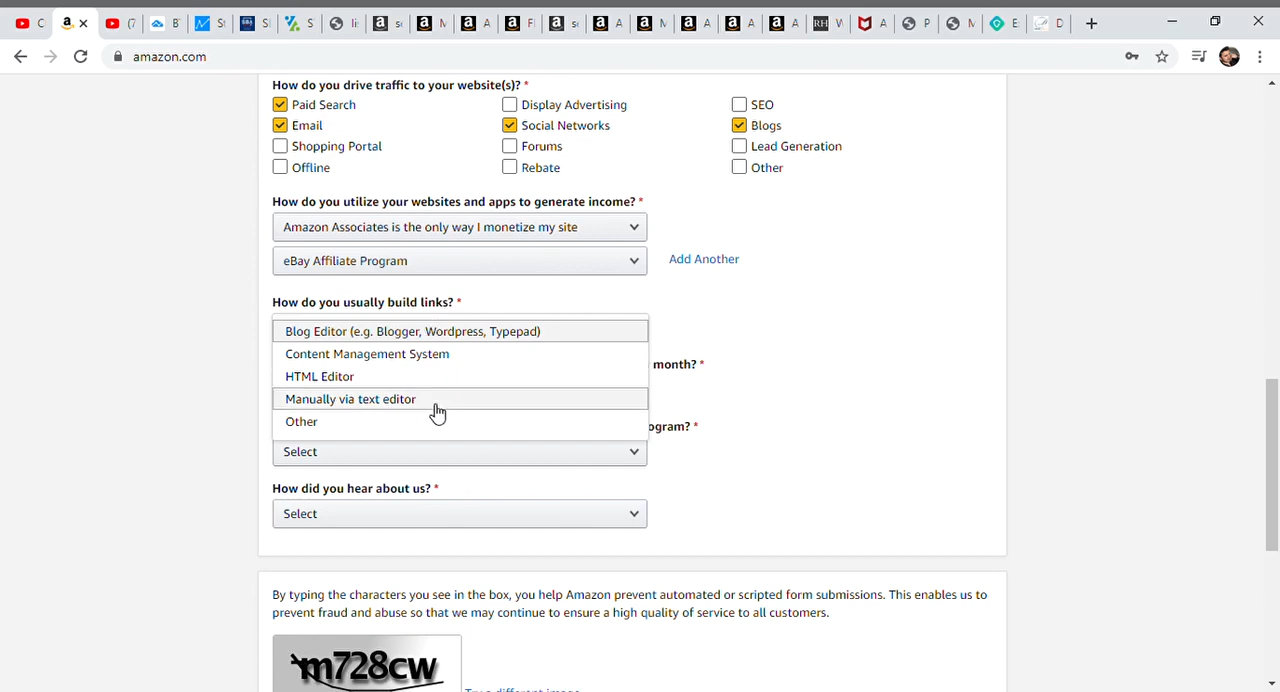 amazon.com
How do you drive traffic to your website(s)? *
Paid Search Display Advertising SEO
Email Social Networks Blogs
Shopping Portal Forums Lead Generation
Offline Rebate Other
How do you utilize your websites and apps to generate income? *
Amazon Associates is the only way I monetize my site
eBay Affiliate Program Add Another
How do you usually build links? *
Blog Editor (e.g. Blogger, Wordpress, Typepad)
Content Management System
month? *
HTML Editor
Manually via text editor
Other
ogram? *
Select
How did you hear about us? *
Select
By typing the characters you see in the box, you help Amazon prevent automated or scripted form submissions. This enables us to
prevent fraud and abuse so that we may continue to ensure a high quality of service to all customers.
m728cw
Try a different image